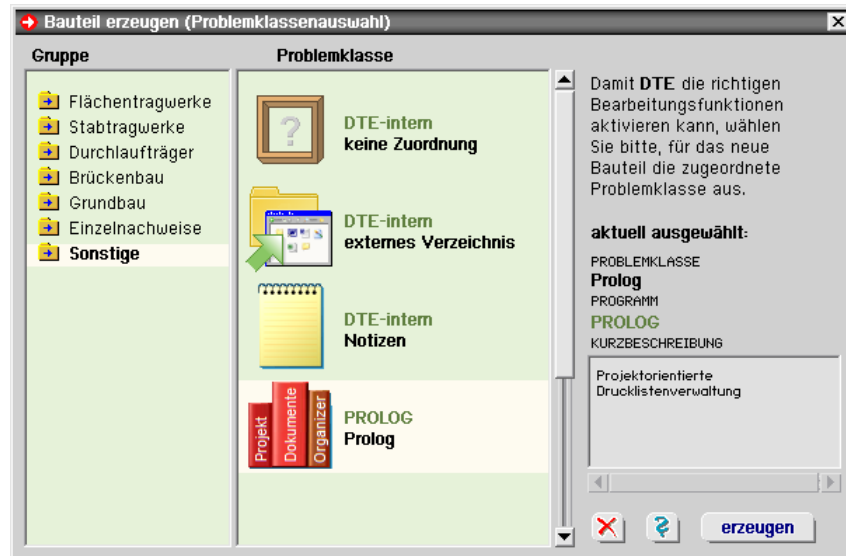 Bauteil erzeugen (Problemklassenauswahl)
Gruppe
Problemklasse
Flächentragwerke
Stabtragwerke
Durchlaufträger
Brückenbau
Grundbau
Einzelnachweise
Sonstige
?
DTE-intern
keine Zuordnung
DTE-intern
externes Verzeichnis
DTE-intern
Notizen
Projekt
Dokumente
Organizer
PROLOG
Prolog
Damit DTE die richtigen
Bearbeitungsfunktionen
aktivieren kann, wählen
Sie bitte, für das neue
Bauteil die zugeordnete
Problemklasse aus.
aktuell ausgewählt:
PROBLEMKLASSE
Prolog
PROGRAMM
PROLOG
KURZBESCHREIBUNG
Projektorientierte
Drucklistenverwaltung
erzeugen